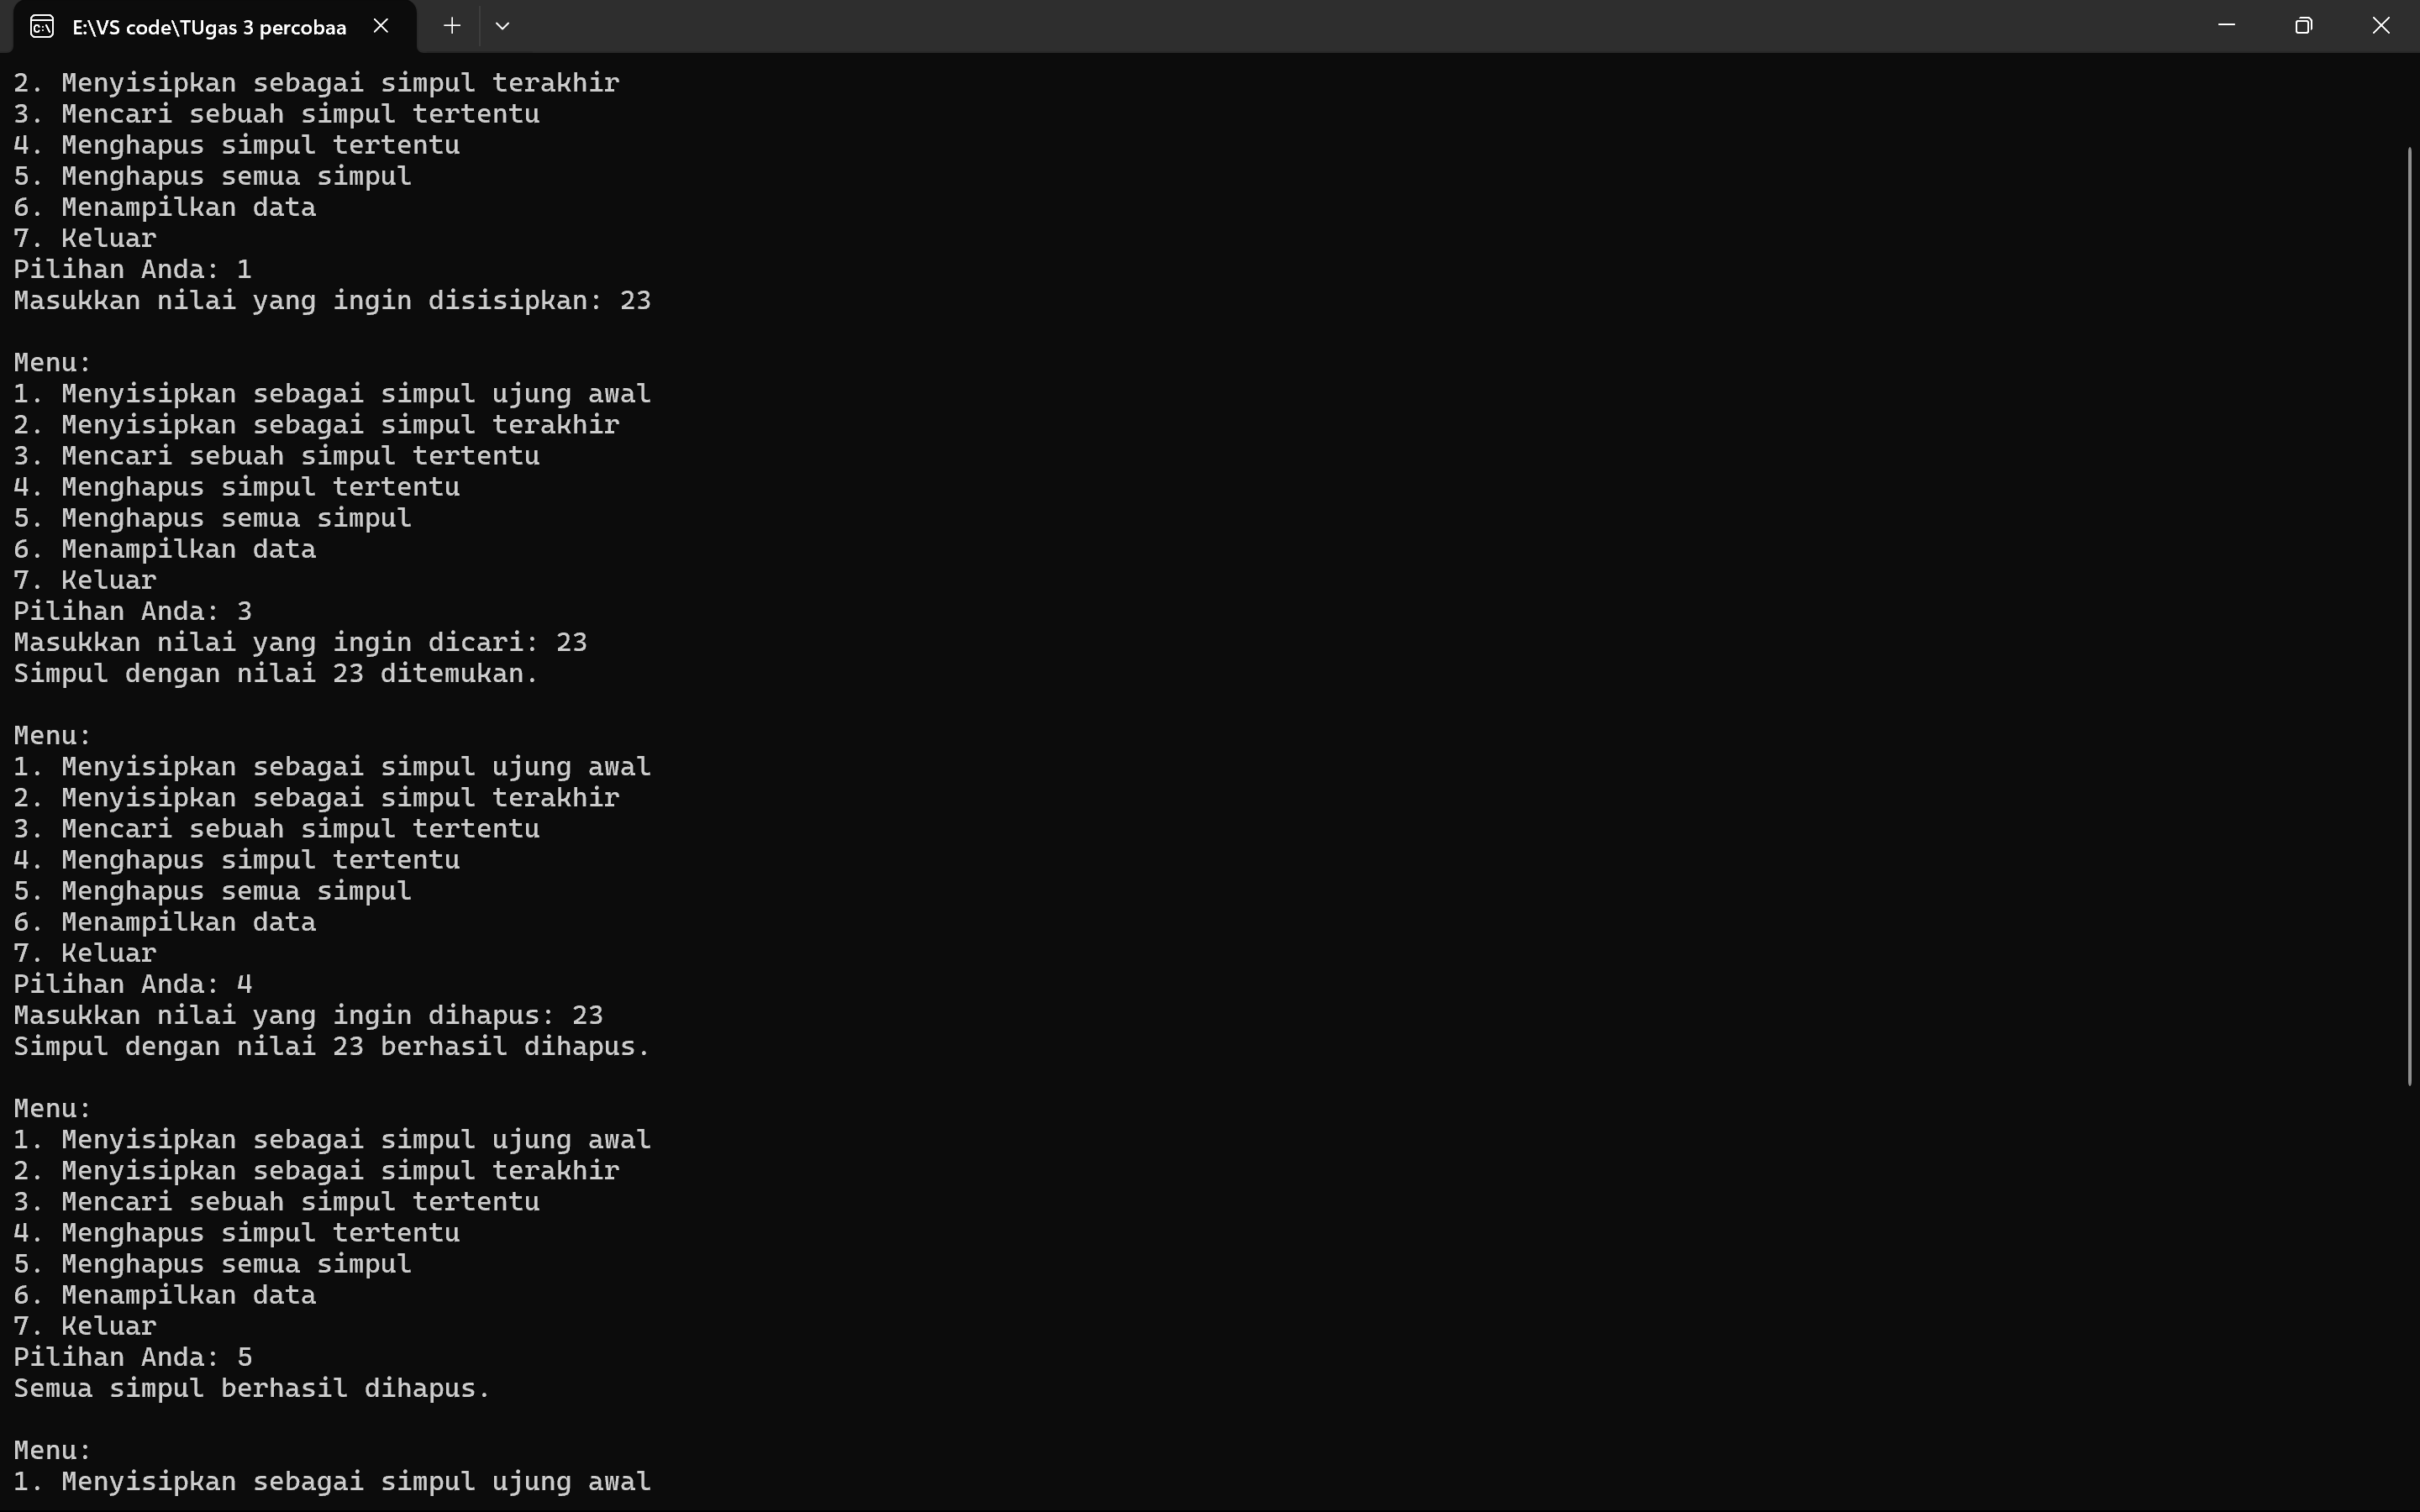 E:\VS code\TUgas 3 percobaa
2. Menyisipkan sebagai simpul terakhir
3. Mencari sebuah simpul tertentu
4. Menghapus simpul tertentu
5. Menghapus semua simpul
6. Menampilkan data
7. Keluar
Pilihan Anda: 1
Masukkan nilai yang ingin disisipkan: 23
Menu:
1. Menyisipkan sebagai simpul ujung awal
2. Menyisipkan sebagai simpul terakhir
3. Mencari sebuah simpul tertentu
4. Menghapus simpul tertentu
5. Menghapus semua simpul
6. Menampilkan data
7. Keluar
Pilihan Anda: 3
Masukkan nilai yang ingin dicari: 23
Simpul dengan nilai 23 ditemukan.
Menu:
1. Menyisipkan sebagai simpul ujung awal
2. Menyisipkan sebagai simpul terakhir
3. Mencari sebuah simpul tertentu
4. Menghapus simpul tertentu
5. Menghapus semua simpul
6. Menampilkan data
7. Keluar
Pilihan Anda: 4
Masukkan nilai yang ingin dihapus: 23
Simpul dengan nilai 23 berhasil dihapus.
Menu:
1. Menyisipkan sebagai simpul ujung awal
2. Menyisipkan sebagai simpul terakhir
3. Mencari sebuah simpul tertentu
4. Menghapus simpul tertentu
5. Menghapus semua simpul
6. Menampilkan data
7. Keluar
Pilihan Anda: 5
Semua simpul berhasil dihapus.
Menu:
1. Menyisipkan sebagai simpul ujung awal